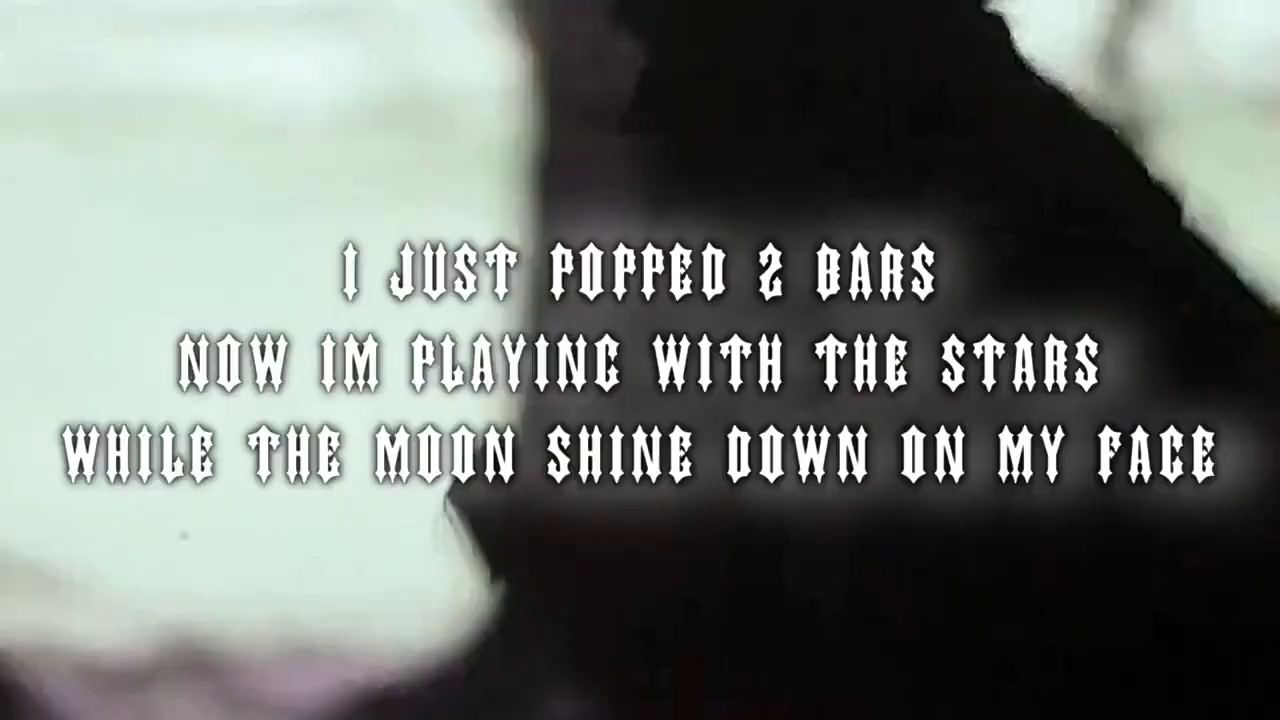 I JUST POPPED 2 BARS
NOW IM PLAYING WITH THE STARS
WHILE THE MOON SHINE DOWN ON MY FACE